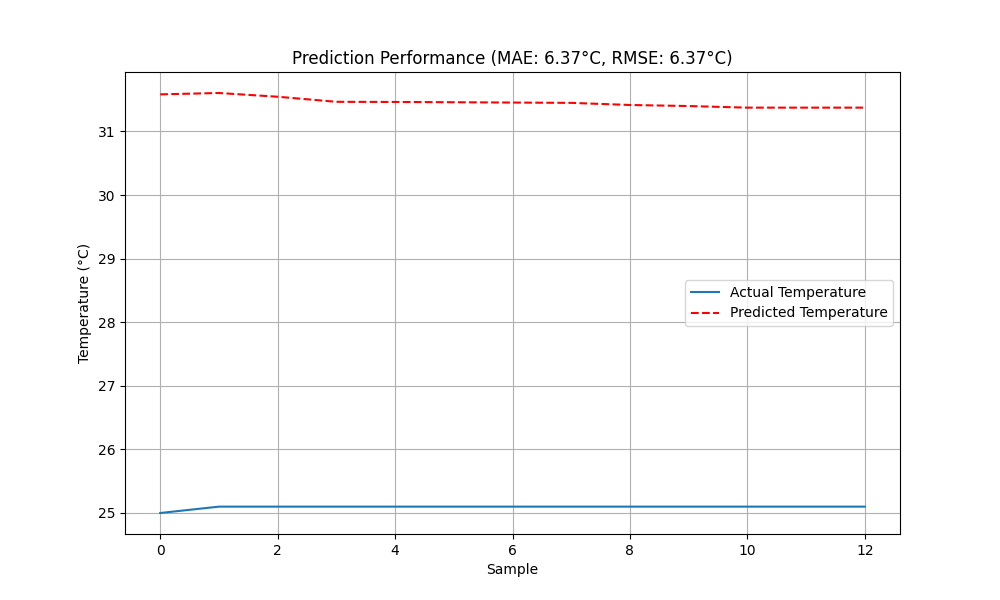 Prediction Performance (MAE: 6.37°C, RMSE: 6.37°C)
Temperature (°C)
31
30
29
28
27
26
25
Actual Temperature
Predicted Temperature
0 2 4 6 8 10 12
Sample